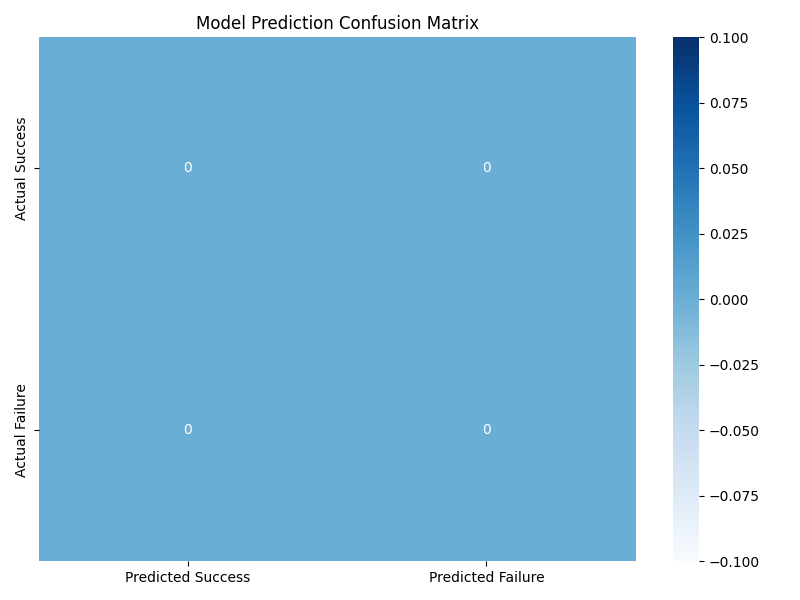 Model Prediction Confusion Matrix
Actual Success
Actual Failure
0
0
0
0
Predicted Success
Predicted Failure
0.100
0.075
0.050
0.025
0.000
−0.025
−0.050
−0.075
−0.100